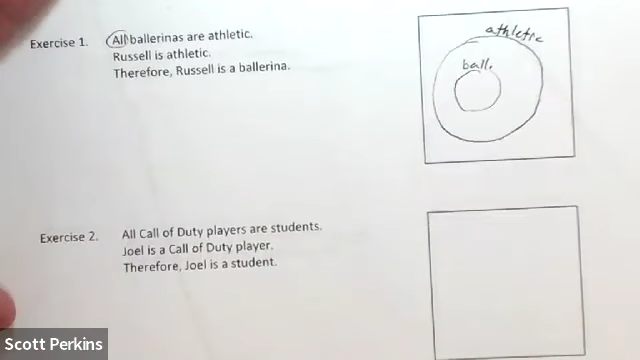 Exercise 1. All ballerinas are athletic.
Russell is athletic.
Therefore, Russell is a ballerina.
athletic
ball.
Exercise 2. All Call of Duty players are students.
Joel is a Call of Duty player.
Therefore, Joel is a student.
Scott Perkins